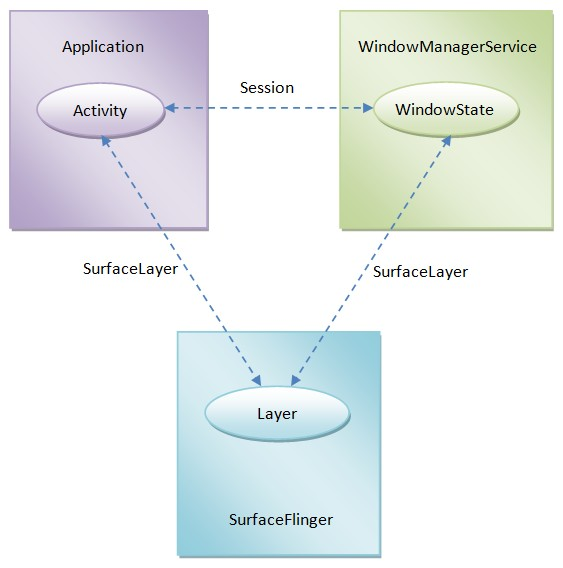 Application
WindowManagerService
Session
Activity
WindowState
SurfaceLayer
SurfaceLayer
Layer
SurfaceFlinger